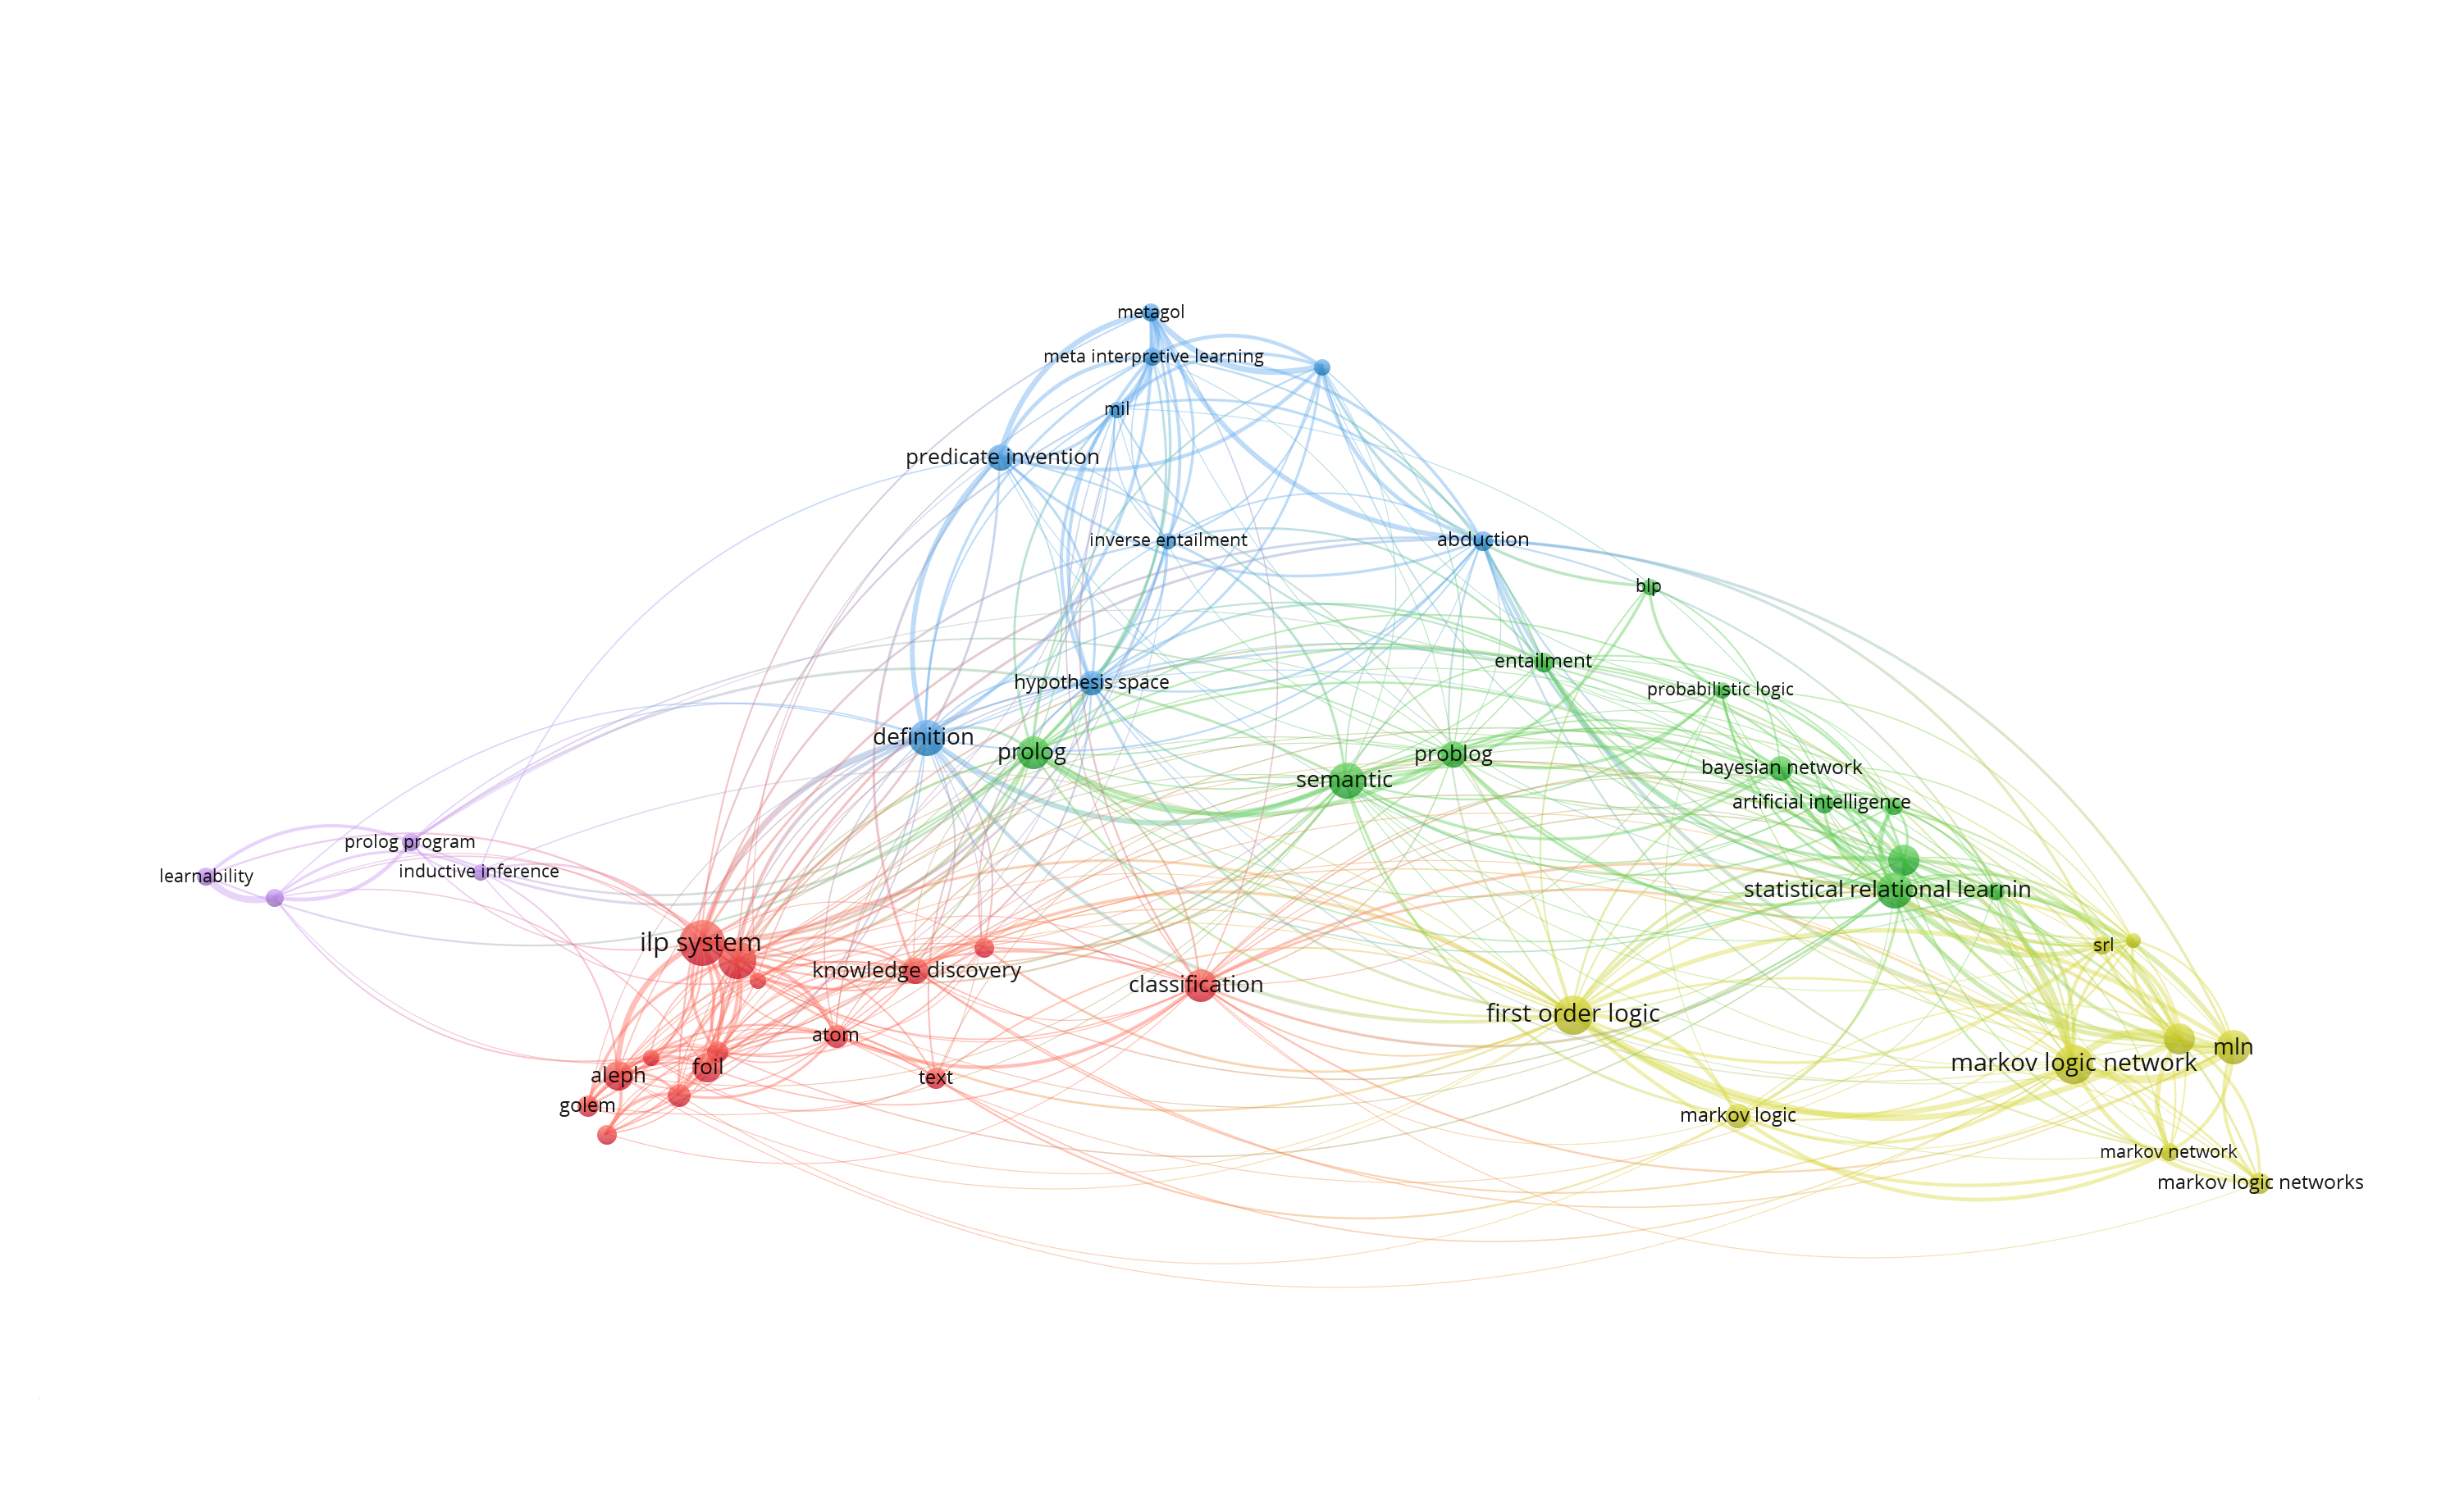 metagol
meta interpretive learning
mil
predicate invention
inverse entailment
abduction
blp
entailment
hypothesis space
probabilistic logic
definition
prolog
problog
semantic
bayesian network
artificial intelligence
prolog program
inductive inference
learnability
statistical relational learnin
ilp system
srl
knowledge discovery
classification
first order logic
atom
mln
markov logic network
foil
aleph
text
golem
markov logic
markov network
markov logic networks